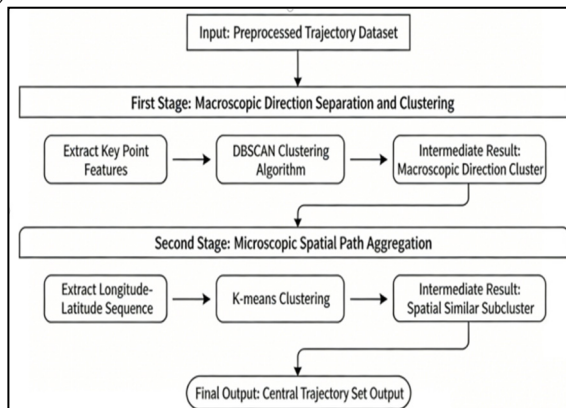 Input: Preprocessed Trajectory Dataset
First Stage: Macroscopic Direction Separation and Clustering
Extract Key Point
Features
DBSCAN Clustering
Algorithm
Intermediate Result:
Macroscopic Direction Cluster
Second Stage: Microscopic Spatial Path Aggregation
Extract Longitude-
Latitude Sequence
K-means Clustering
Intermediate Result:
Spatial Similar Subcluster
Final Output: Central Trajectory Set Output